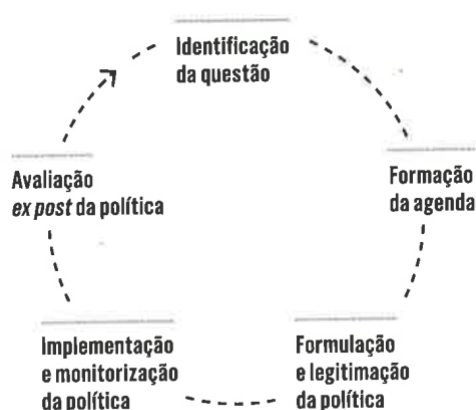 Identificação
da questão
Formação
da agenda
Formulação
e legitimação
da política
Implementação
e monitorização
da política
Avaliação
ex post da política